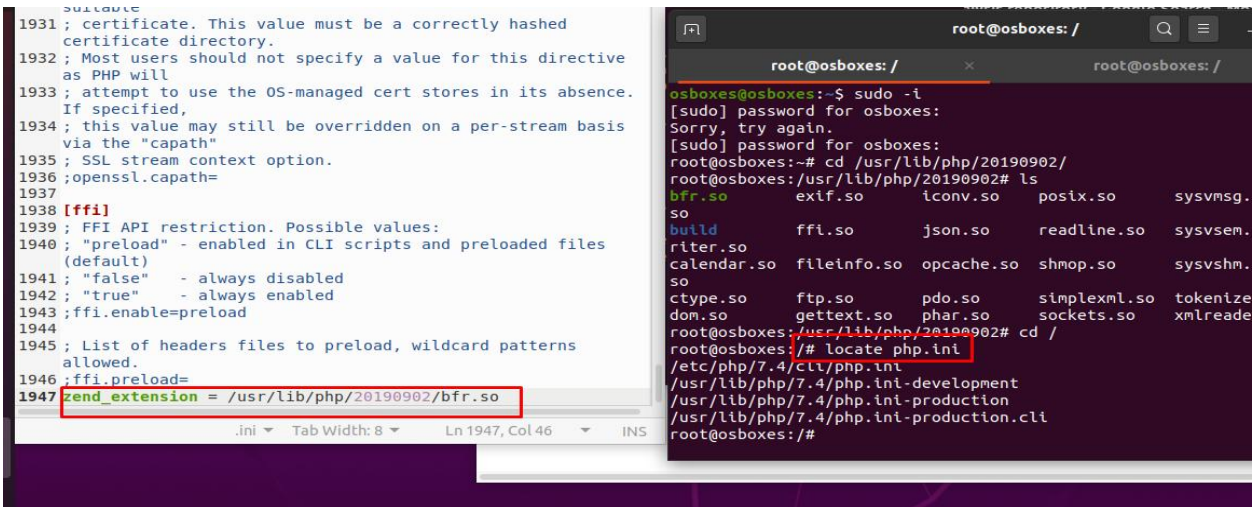 1931 ; certificate. This value must be a correctly hashed
certificate directory.
1932 ; Most users should not specify a value for this directive
as PHP will
1933 ; attempt to use the OS-managed cert stores in its absence.
If specified,
1934 ; this value may still be overridden on a per-stream basis
via the "capath"
1935 ; SSL stream context option.
1936 ;openssl.capath=
1937
1938 [ffi]
1939 ; FFI API restriction. Possible values:
1940 ; "preload" - enabled in CLI scripts and preloaded files
(default)
1941 ; "false"   - always disabled
1942 ; "true"    - always enabled
1943 ;ffi.enable=preload
1944
1945 ; List of headers files to preload, wildcard patterns
allowed.
1946 ;ffi.preload=
1947 zend_extension = /usr/lib/php/20190902/bfr.so
.ini Tab Width: 8 Ln 1947, Col 46 INS
root@osboxes: /
root@osboxes: / × root@osboxes: /
osboxes@osboxes:~$ sudo -i
[sudo] password for osboxes:
Sorry, try again.
[sudo] password for osboxes:
root@osboxes:~# cd /usr/lib/php/20190902/
root@osboxes:/usr/lib/php/20190902# ls
bfr.so exif.so iconv.so posix.so sysvmsg.
so
build ffi.so json.so readline.so sysvsem.
riter.so
calendar.so fileinfo.so opcache.so shmop.so sysvshm.
so
ctype.so ftp.so pdo.so simplexml.so tokenize
dom.so gettext.so phar.so sockets.so xmlreade
root@osboxes:/usr/lib/php/20190902# cd /
root@osboxes:/# locate php.ini
/etc/php/7.4/cli/php.ini
/usr/lib/php/7.4/php.ini-development
/usr/lib/php/7.4/php.ini-production
/usr/lib/php/7.4/php.ini-production.cli
root@osboxes:/#